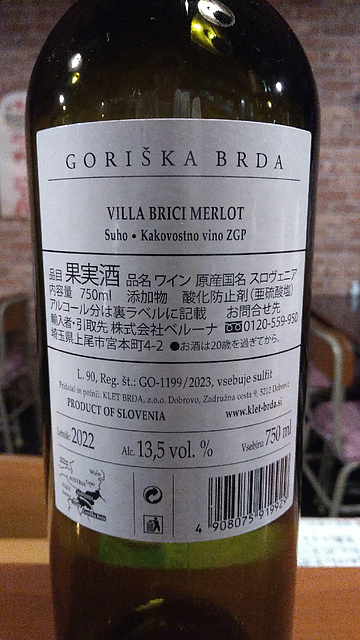 GORIŠKA BRDA
VILLA BRICI MERLOT
Suho • Kakovostno vino ZGP
品目 果実酒 品名 ワイン 原産国名 スロヴェニア
内容量 750ml 添加物 酸化防止剤(亜硫酸塩)
アルコール分は裏ラベルに記載 お問合せ先
輸入者・引取先 株式会社ベルーナ 0120-559-950
埼玉県上尾市宮本町4-2 ●お酒は20歳を過ぎてから。
L. 90, Reg. št.: GO-1199/2023, vsebuje sulfit
Pridelal in polnil: KLET BRDA, z.o.o. Dobrovo, Zadružna cesta 9, 5212 Dobrovo
PRODUCT OF SLOVENIA www.klet-brda.si
Letnik: 2022 Alc. 13,5 vol. % Vsebina: 750 ml
4 908075 91992